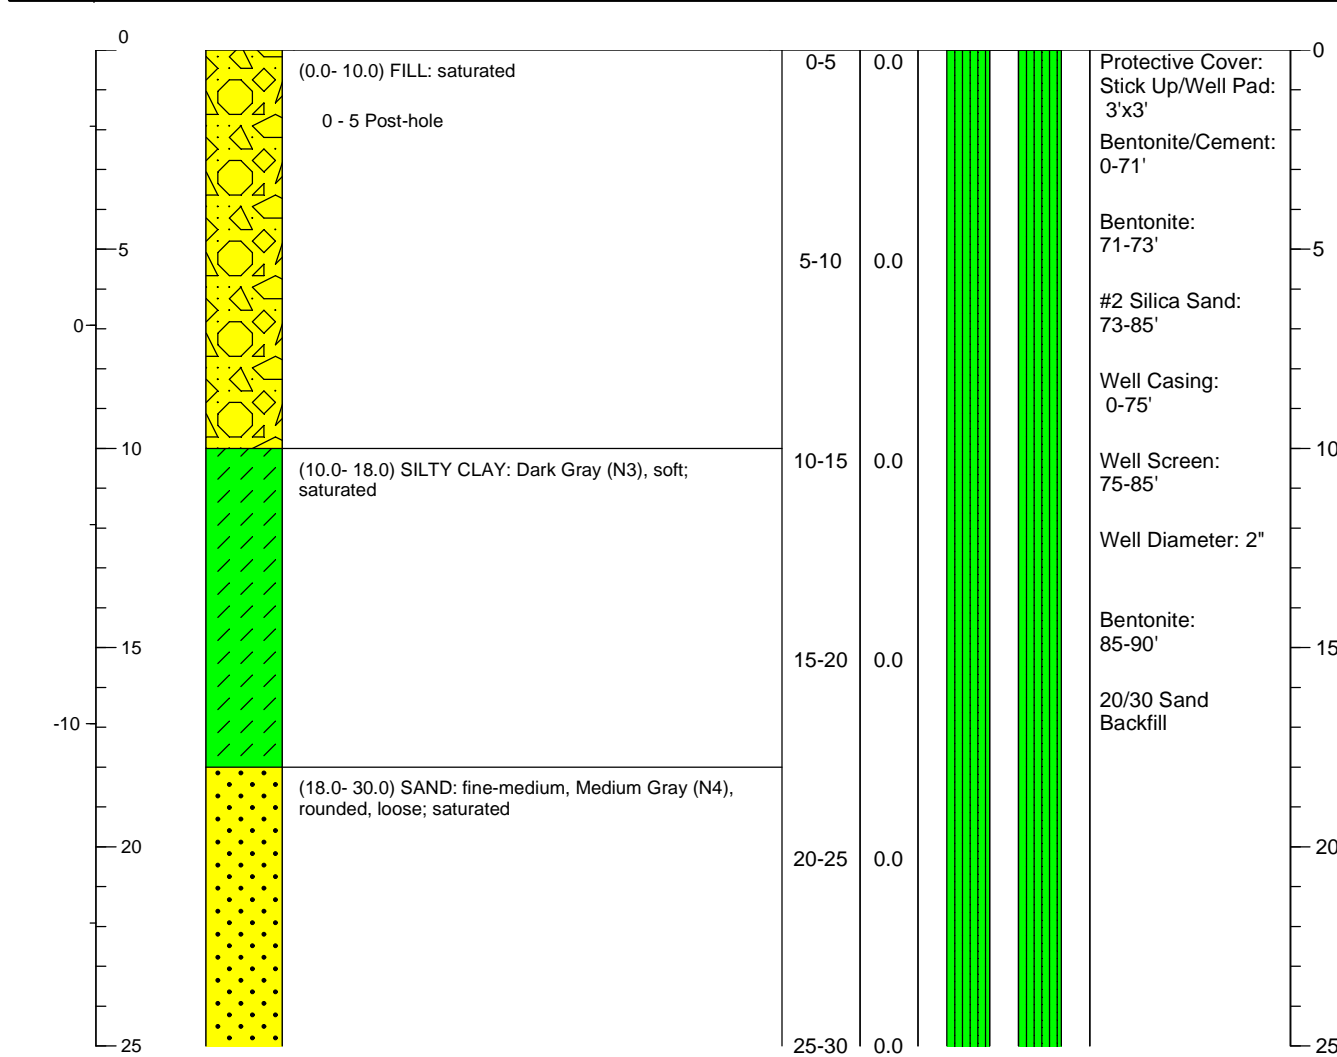 0
0-5
0.0
0
(0.0- 10.0) FILL: saturated
Protective Cover:
Stick Up/Well Pad:
3'x3'
0 - 5 Post-hole
Bentonite/Cement:
0-71'
Bentonite:
71-73'
5
5-10
0.0
5
#2 Silica Sand:
73-85'
0
Well Casing:
0-75'
10
10-15
0.0
10
(10.0- 18.0) SILTY CLAY: Dark Gray (N3), soft;
saturated
Well Screen:
75-85'
Well Diameter: 2"
Bentonite:
85-90'
15
15-20
0.0
15
20/30 Sand
Backfill
-10
(18.0- 30.0) SAND: fine-medium, Medium Gray (N4),
rounded, loose; saturated
20
20-25
0.0
20
25
25-30
0.0
25